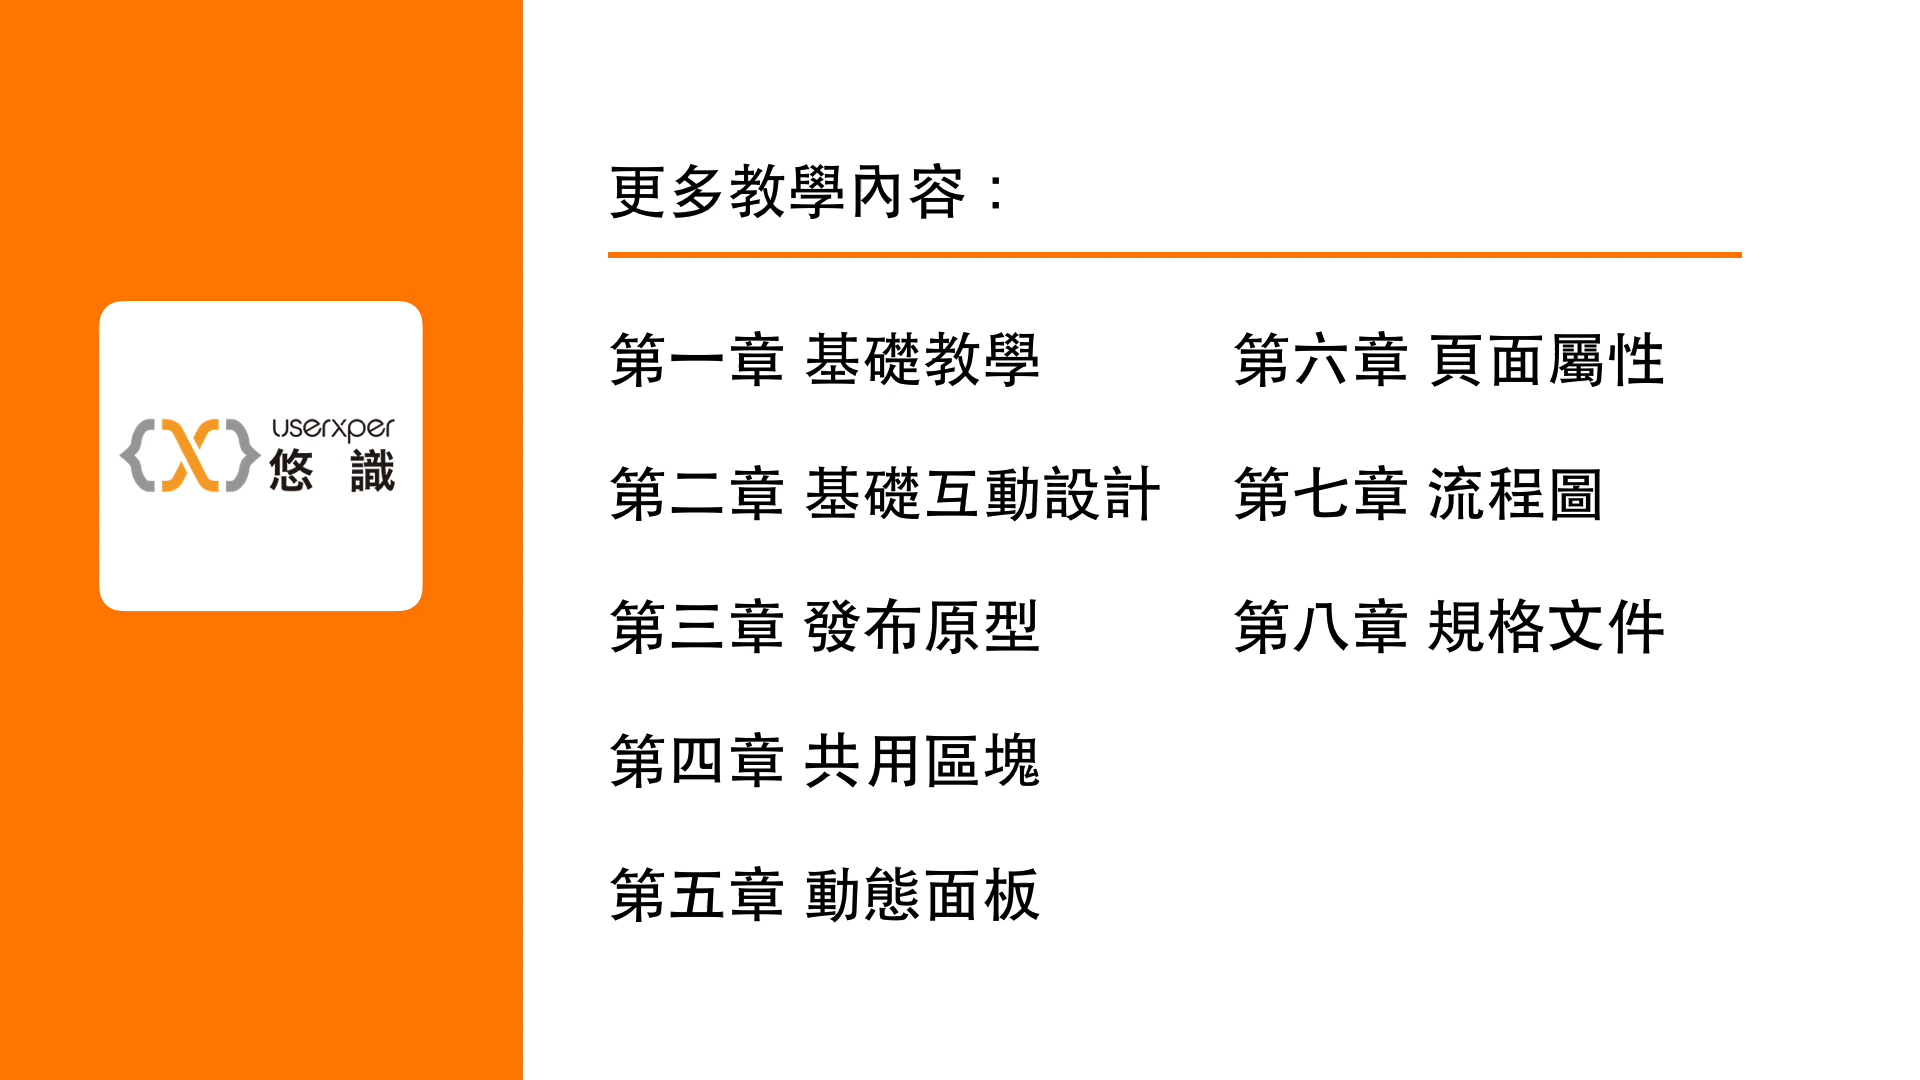 userxper
悠識
更多教學內容：
第一章 基礎教學
第二章 基礎互動設計
第三章 發布原型
第四章 共用區塊
第五章 動態面板
第六章 頁面屬性
第七章 流程圖
第八章 規格文件